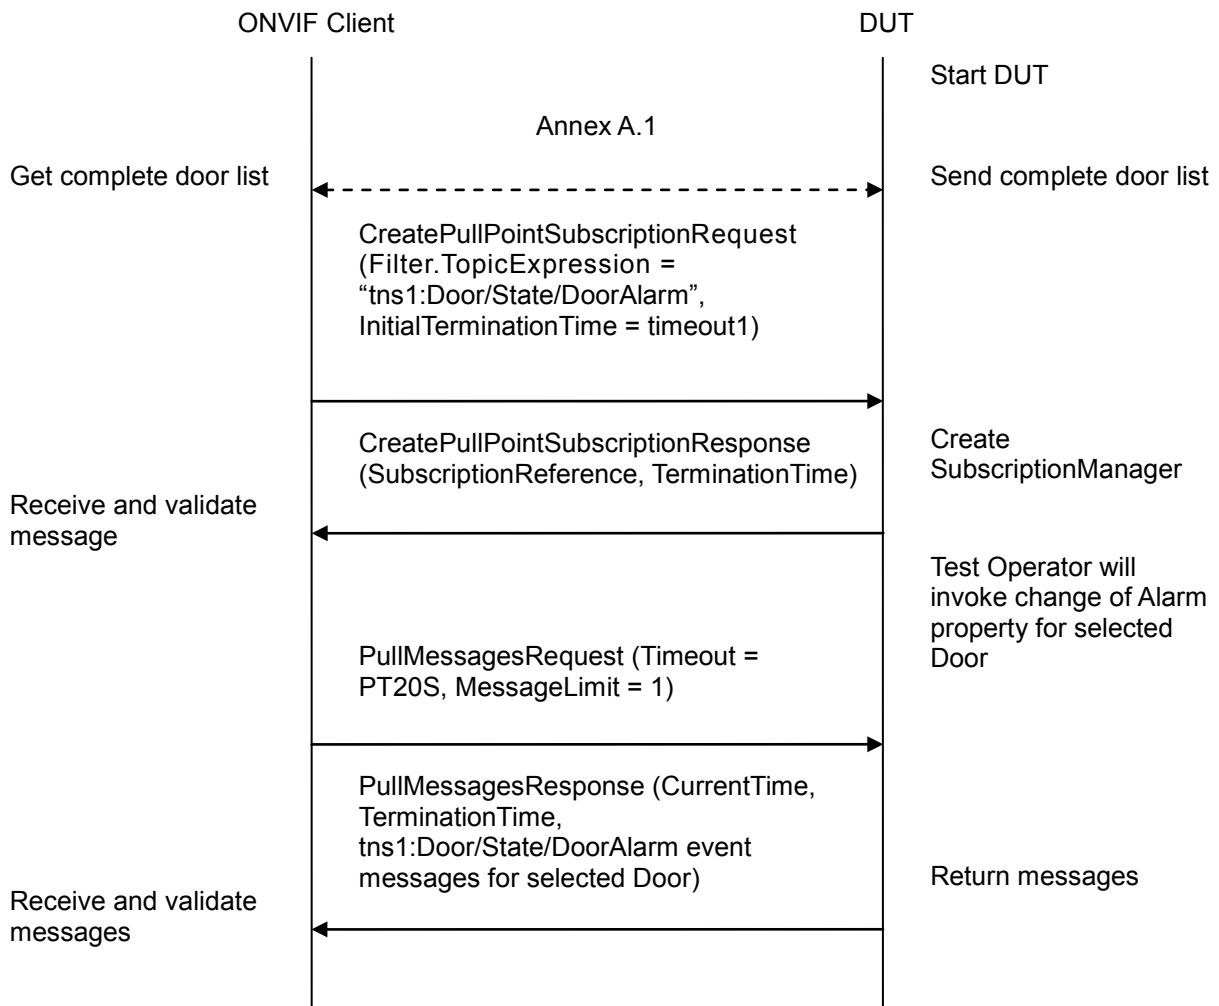 ONVIF Client
DUT
Start DUT
Annex A.1
Get complete door list
Send complete door list
CreatePullPointSubscriptionRequest
(Filter.TopicExpression =
“tns1:Door/State/DoorAlarm”,
InitialTerminationTime = timeout1)
CreatePullPointSubscriptionResponse
(SubscriptionReference, TerminationTime)
Create
SubscriptionManager
Receive and validate
message
Test Operator will
invoke change of Alarm
property for selected
Door
PullMessagesRequest (Timeout =
PT20S, MessageLimit = 1)
PullMessagesResponse (CurrentTime,
TerminationTime,
tns1:Door/State/DoorAlarm event
messages for selected Door)
Return messages
Receive and validate
messages